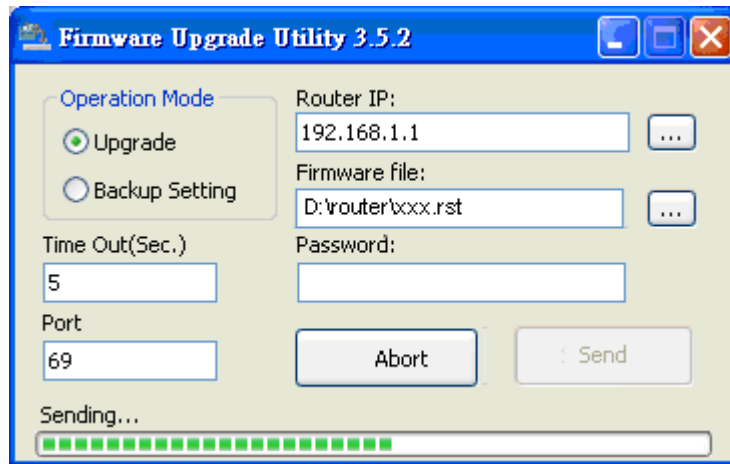 Firmware Upgrade Utility 3.5.2
Operation Mode
Upgrade
Backup Setting
Time Out(Sec.)
5
Port
69
Router IP:
192.168.1.1
...
Firmware file:
D:\router\xxx.rst
...
Password:
Abort
Send
Sending...